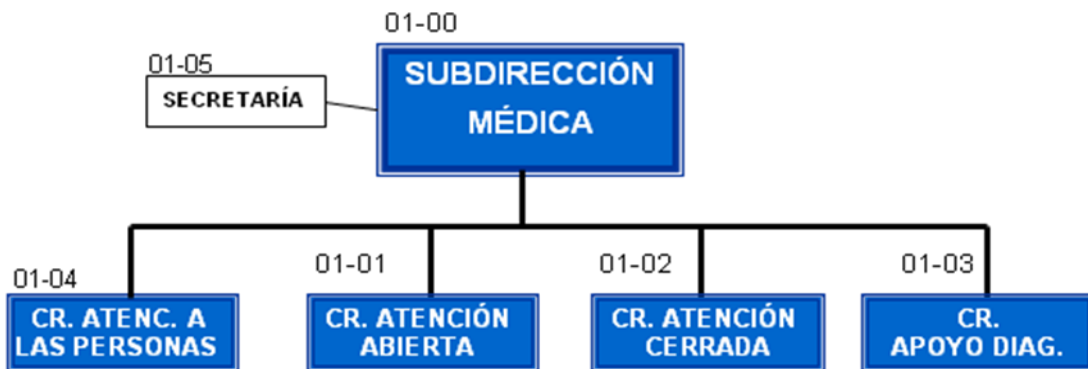 01-00
SUBDIRECCIÓN
MÉDICA
01-05
SECRETARÍA
01-04
CR. ATENC. A
LAS PERSONAS
01-01
CR. ATENCIÓN
ABIERTA
01-02
CR. ATENCIÓN
CERRADA
01-03
CR.
APOYO DIAG.